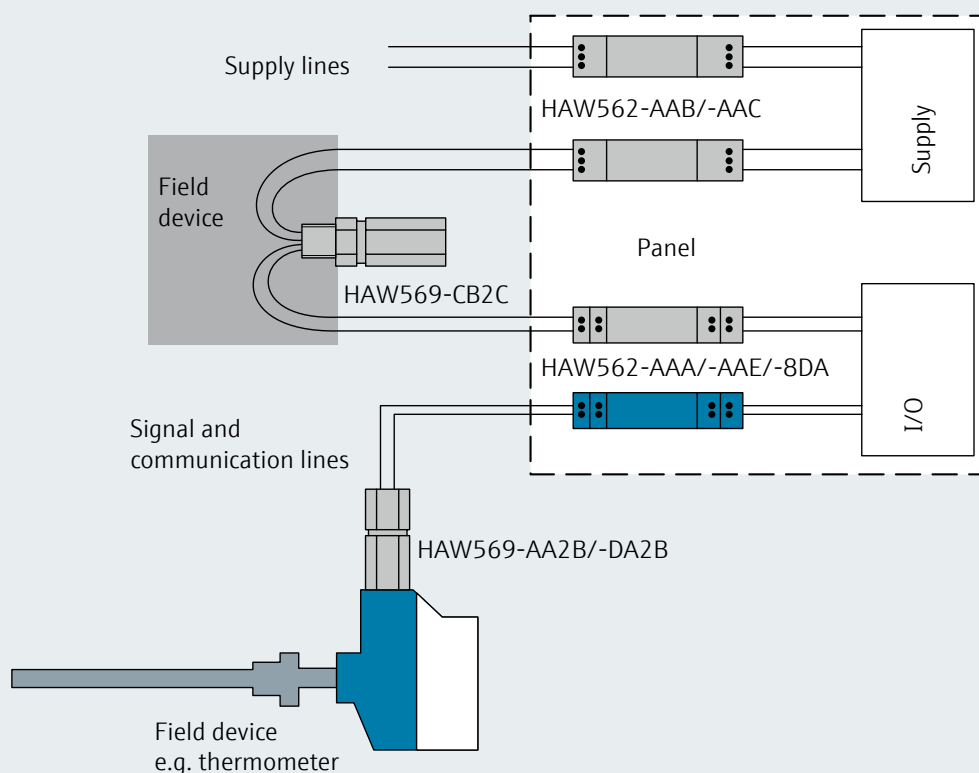 Supply lines
HAW562-AAB/-AAC
Supply
Field
device
Panel
HAW569-CB2C
HAW562-AAA/-AAE/-8DA
I/O
Signal and
communication lines
HAW569-AA2B/-DA2B
Field device
e.g. thermometer